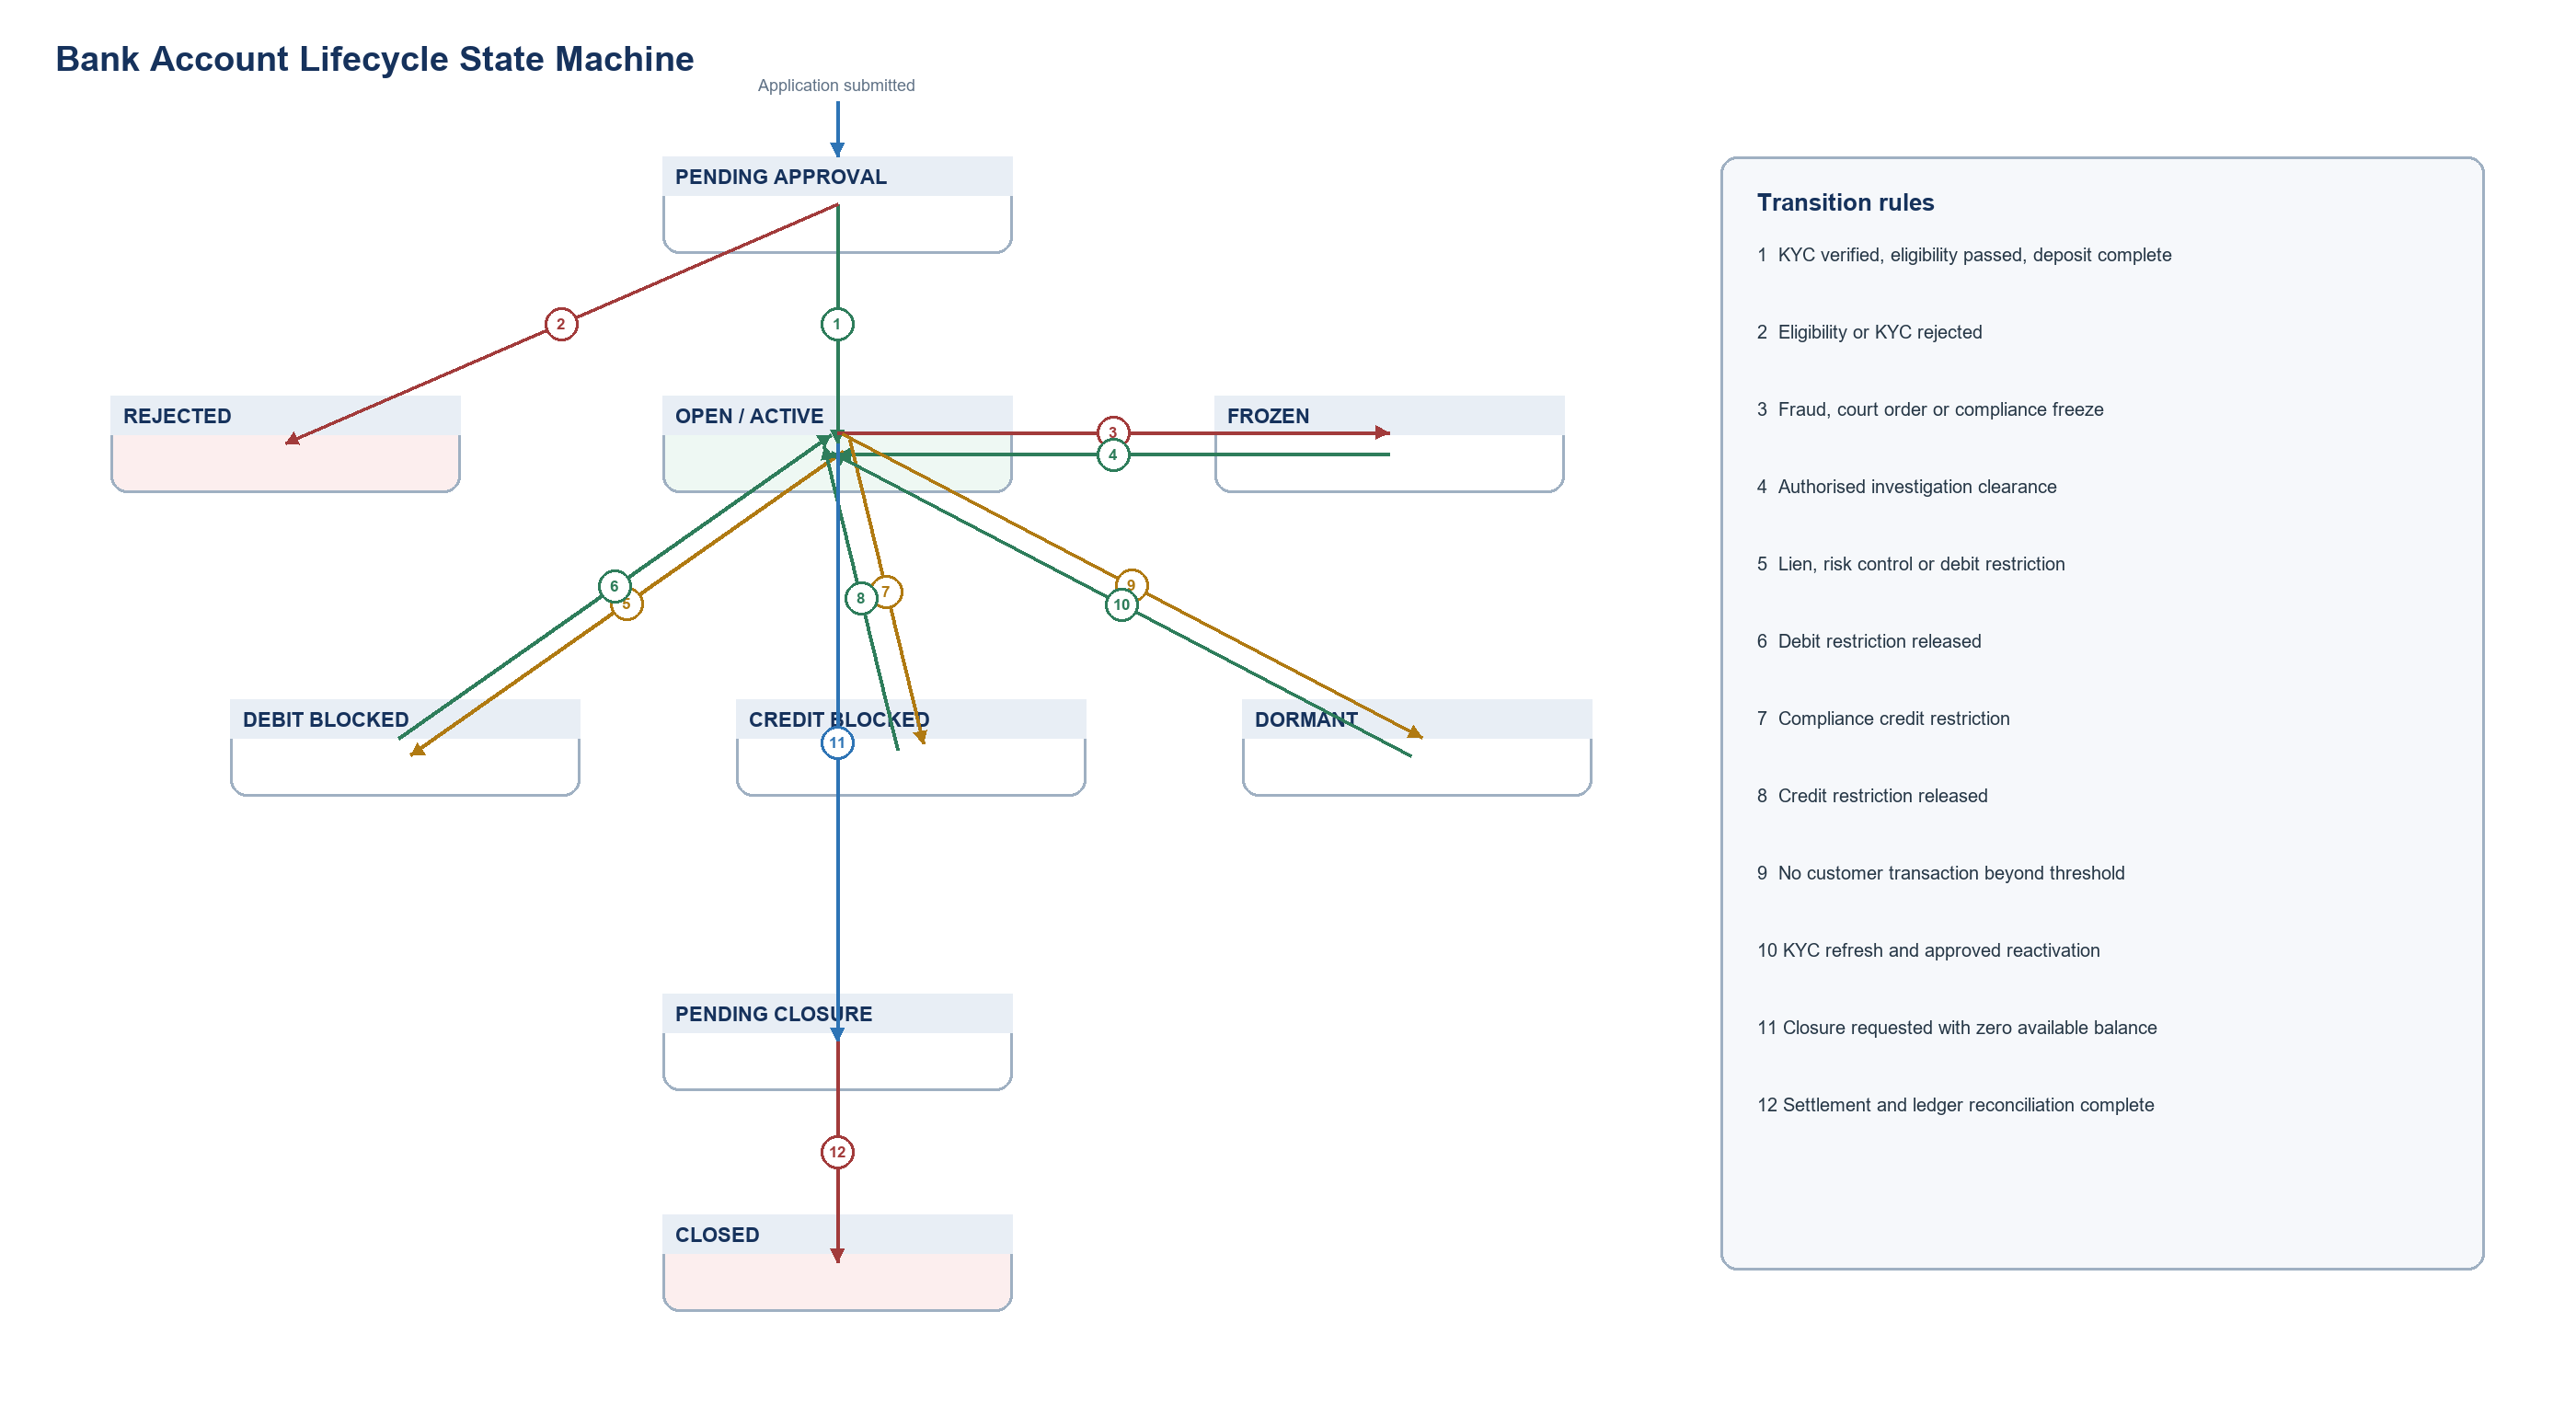 Bank Account Lifecycle State Machine
Application submitted
PENDING APPROVAL
2
1
REJECTED
OPEN / ACTIVE
FROZEN
3
4
6
5
8
7
9
10
DEBIT BLOCKED
CREDIT BLOCKED
DORMANT
11
PENDING CLOSURE
12
CLOSED
Transition rules
1 KYC verified, eligibility passed, deposit complete
2 Eligibility or KYC rejected
3 Fraud, court order or compliance freeze
4 Authorised investigation clearance
5 Lien, risk control or debit restriction
6 Debit restriction released
7 Compliance credit restriction
8 Credit restriction released
9 No customer transaction beyond threshold
10 KYC refresh and approved reactivation
11 Closure requested with zero available balance
12 Settlement and ledger reconciliation complete